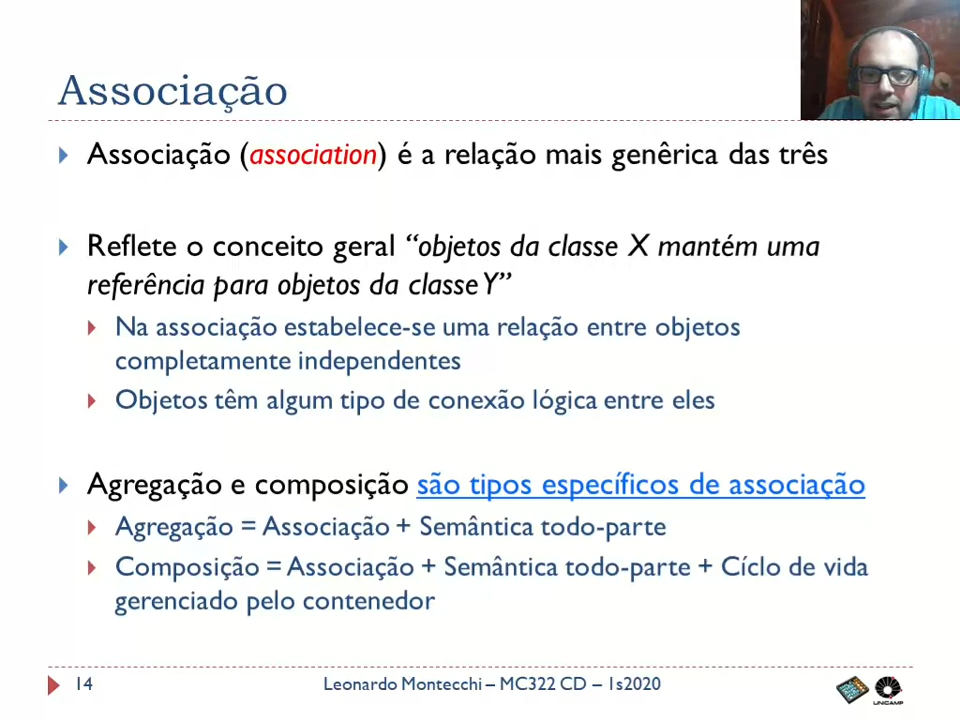 Associação
Associação (association) é a relação mais genêrica das três
Reflete o conceito geral “objetos da classe X mantém uma
referência para objetos da classe Y”
Na associação estabelece-se uma relação entre objetos
completamente independentes
Objetos têm algum tipo de conexão lógica entre eles
Agregação e composição são tipos específicos de associação
Agregação = Associação + Semântica todo-parte
Composição = Associação + Semântica todo-parte + Cíclo de vida
gerenciado pelo contenedor
14
Leonardo Montecchi – MC322 CD – 1s2020
UNICAMP